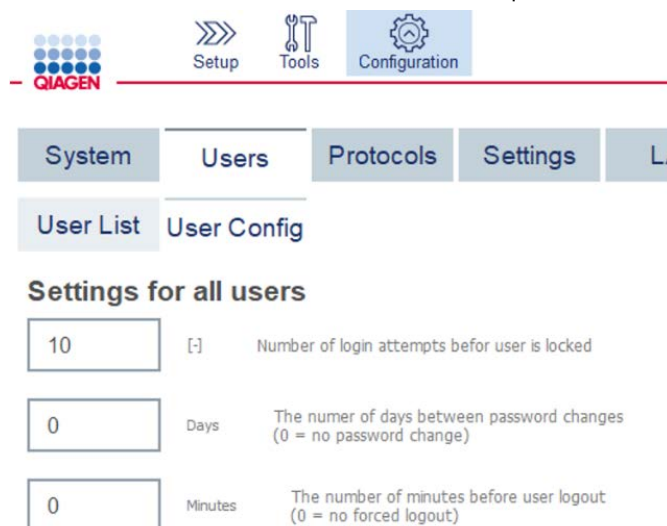 QIAGEN
Setup
Tools
Configuration
System Users Protocols Settings
User List User Config
Settings for all users
10 [-] Number of login attempts befor user is locked
0 Days The numer of days between password changes
(0 = no password change)
0 Minutes The number of minutes before user logout
(0 = no forced logout)